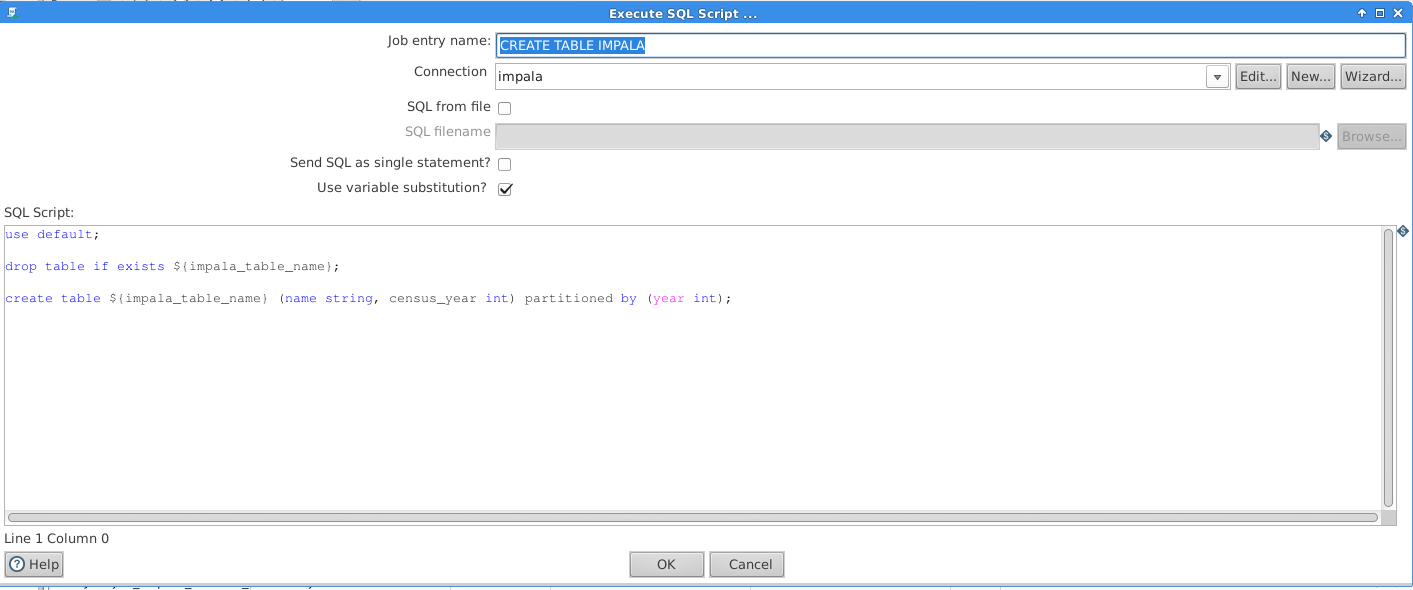 Execute SQL Script ...
Job entry name: CREATE TABLE IMPALA
Connection impala Edit... New... Wizard...
SQL from file
SQL filename Browse...
Send SQL as single statement?
Use variable substitution?
SQL Script:
use default;
drop table if exists ${impala_table_name};
create table ${impala_table_name} (name string, census_year int) partitioned by (year int);
Line 1 Column 0
Help OK Cancel